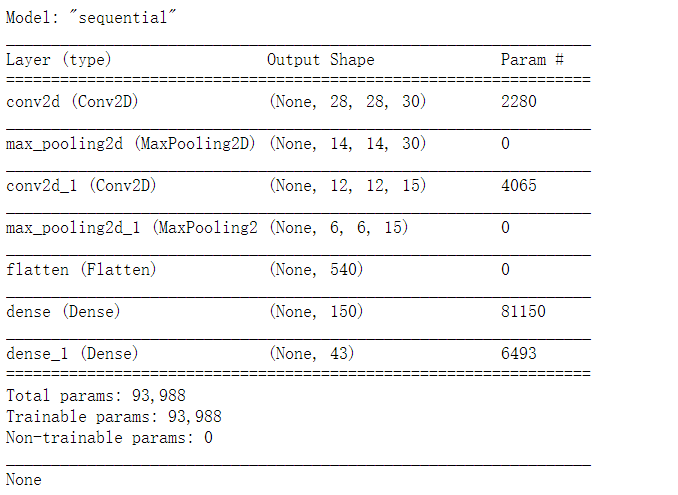 Model: "sequential"
_________________________________________________________________
Layer (type)                 Output Shape              Param #
=================================================================
conv2d (Conv2D)              (None, 28, 28, 30)        2280
_________________________________________________________________
max_pooling2d (MaxPooling2D) (None, 14, 14, 30)        0
_________________________________________________________________
conv2d_1 (Conv2D)            (None, 12, 12, 15)        4065
_________________________________________________________________
max_pooling2d_1 (MaxPooling2 (None, 6, 6, 15)          0
_________________________________________________________________
flatten (Flatten)            (None, 540)               0
_________________________________________________________________
dense (Dense)                (None, 150)               81150
_________________________________________________________________
dense_1 (Dense)              (None, 43)                6493
=================================================================
Total params: 93,988
Trainable params: 93,988
Non-trainable params: 0
_________________________________________________________________
None